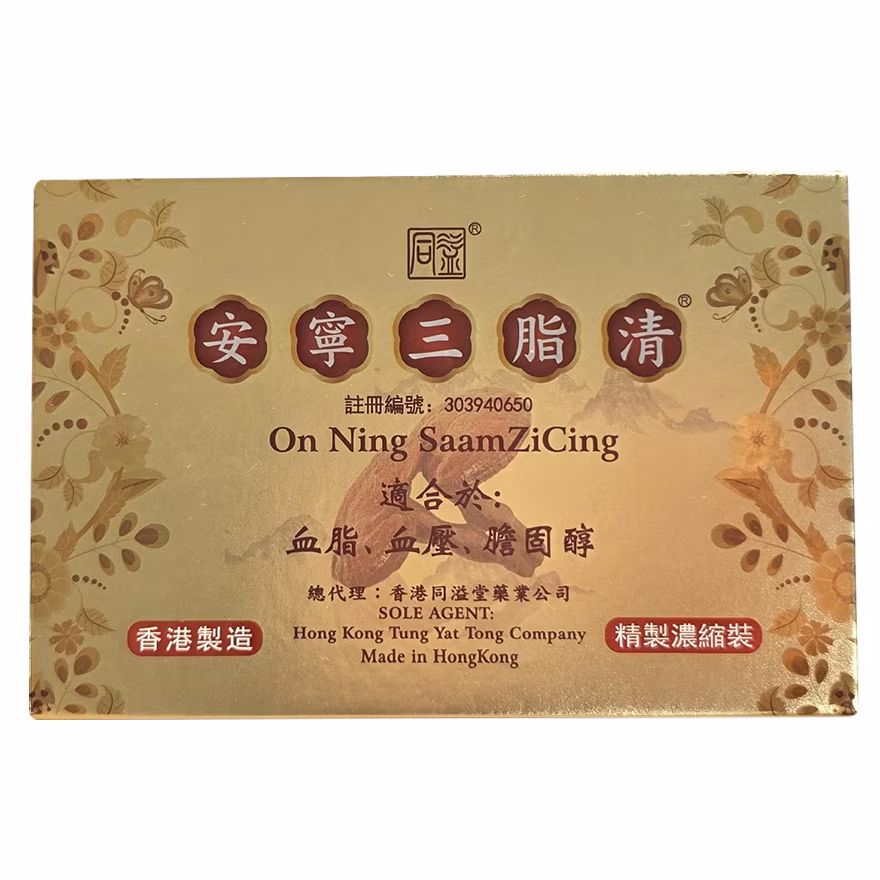 同溢®
安寧三脂清®
註冊編號：303940650
On Ning SaamZiCing
適合於：
血脂、血壓、膽固醇
總代理：香港同溢堂藥業公司
SOLE AGENT:
Hong Kong Tung Yat Tong Company
Made in HongKong
香港製造
精製濃縮裝